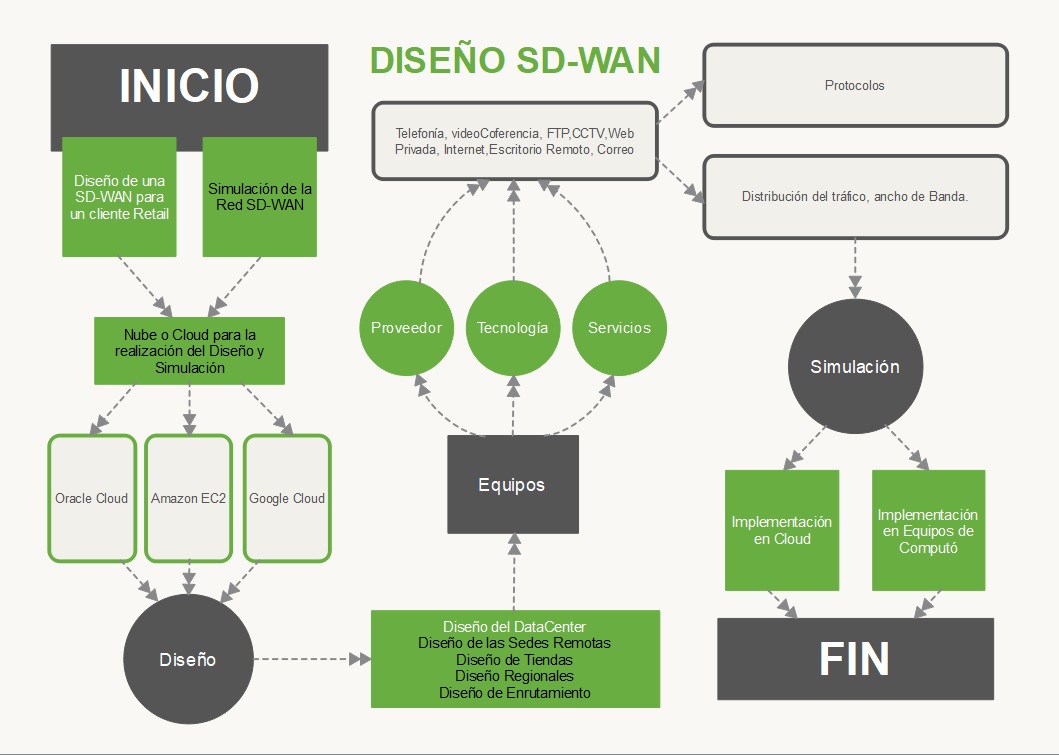 INICIO
Diseño de una
SD-WAN para
un cliente Retail
Simulación de la
Red SD-WAN
Nube o Cloud para la
realización del Diseño y
Simulación
Oracle Cloud
Amazon EC2
Google Cloud
Diseño
DISEÑO SD-WAN
Telefonía, videoCoferencia, FTP,CCTV,Web
Privada, Internet,Escritorio Remoto, Correo
Proveedor
Tecnología
Servicios
Equipos
Diseño del DataCenter
Diseño de las Sedes Remotas
Diseño de Tiendas
Diseño Regionales
Diseño de Enrutamiento
Protocolos
Distribución del tráfico, ancho de Banda.
Simulación
Implementación
en Cloud
Implementación
en Equipos de
Computó
FIN